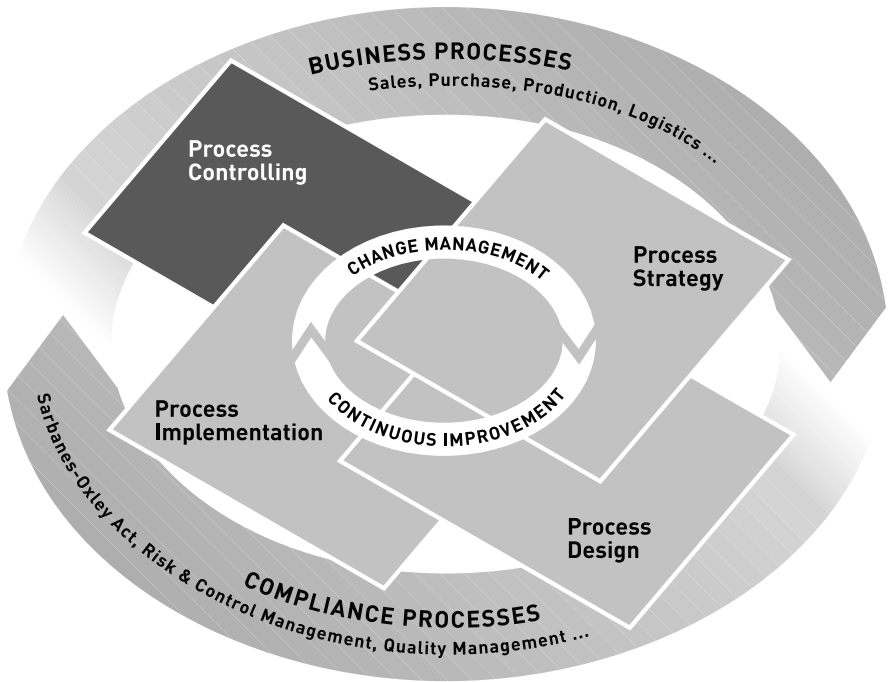 BUSINESS PROCESSES
Sales, Purchase, Production, Logistics ...
Process
Controlling
CHANGE MANAGEMENT
Process
Strategy
Process
Implementation
CONTINUOUS IMPROVEMENT
Process
Design
COMPLIANCE PROCESSES
Sarbanes-Oxley Act, Risk & Control Management, Quality Management ...